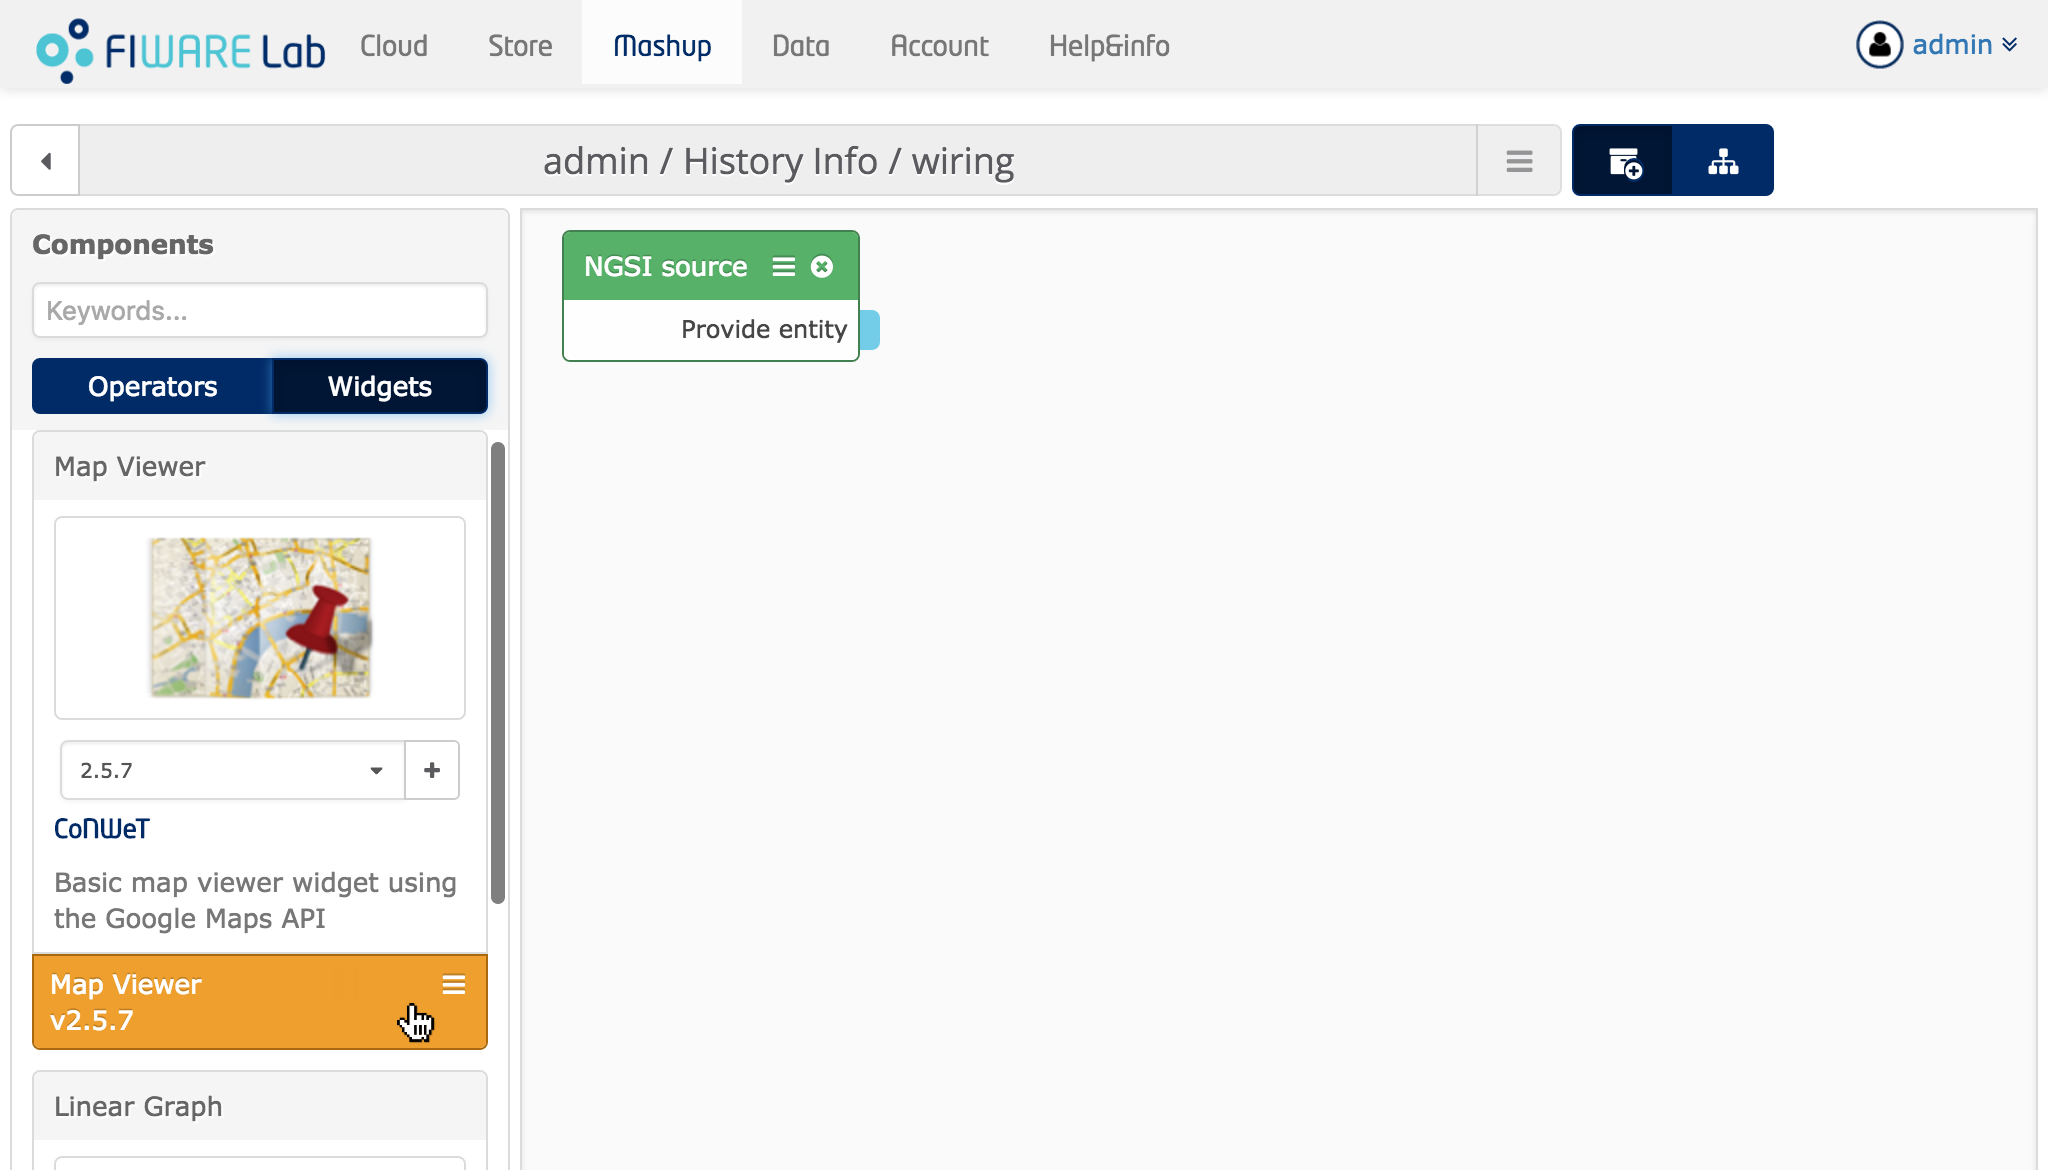 FIWARE Lab
Cloud
Store
Mashup
Data
Account
Help&info
admin
admin / History Info / wiring
Components
Keywords...
Operators
Widgets
Map Viewer
2.5.7
CoNWeT
Basic map viewer widget using
the Google Maps API
Map Viewer
v2.5.7
Linear Graph
NGSI source
Provide entity